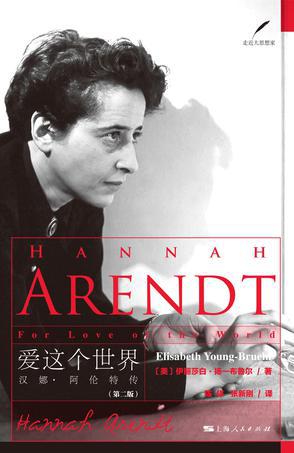 走近大思想家
HANNAH
ARENDT
For Love of the World
爱这个世界
汉娜·阿伦特传
(第二版)
Elisabeth Young-Bruehl
[美]伊丽莎白·扬-布鲁尔 / 著
张新刚 / 译
上海人民出版社
Hannah Arendt